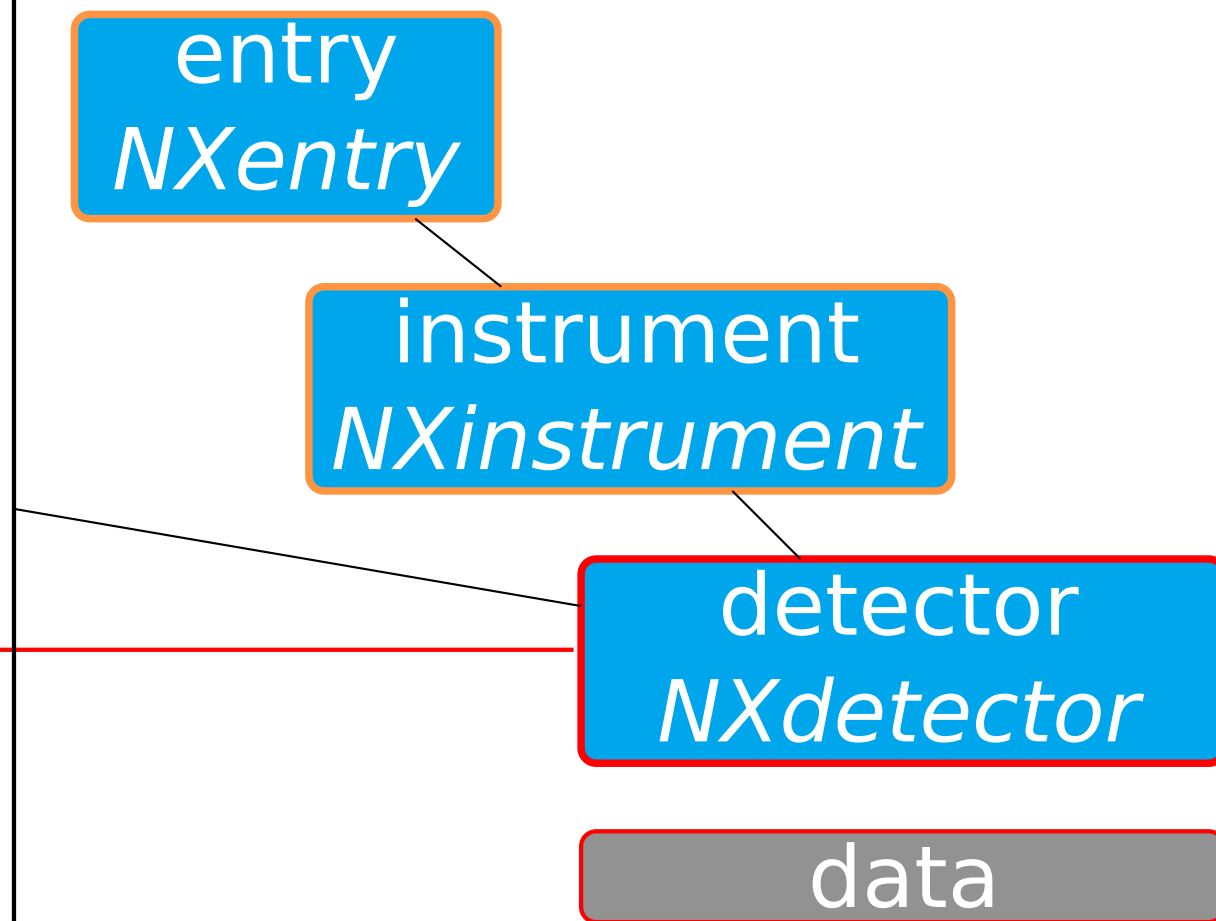 entry
NXentry
instrument
NXinstrument
detector
NXdetector
data